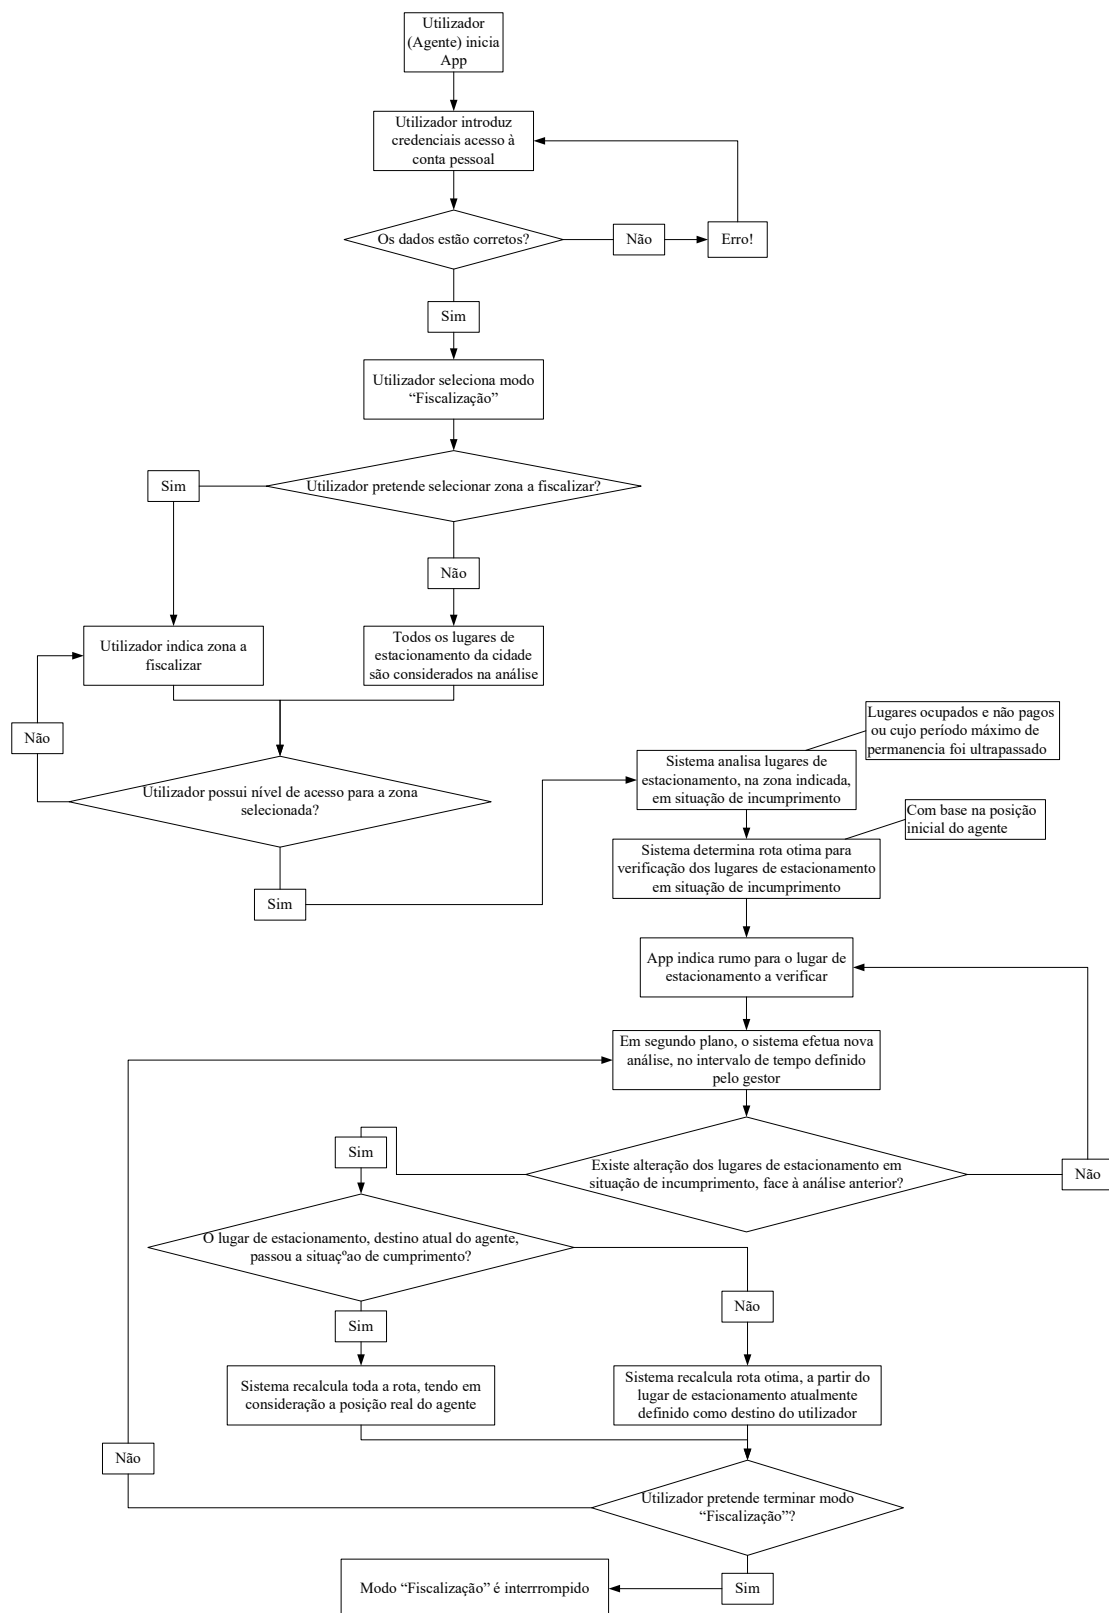 Utilizador
(Agente) inicia
App
Utilizador introduz
credenciais acesso à
conta pessoal
Os dados estão corretos?
Não
Erro!
Sim
Utilizador seleciona modo
“Fiscalização”
Utilizador pretende selecionar zona a fiscalizar?
Sim
Não
Utilizador indica zona a
fiscalizar
Todos os lugares de
estacionamento da cidade
são considerados na análise
Não
Utilizador possui nível de acesso para a zona
selecionada?
Sim
Lugares ocupados e não pagos
ou cujo período máximo de
permanencia foi ultrapassado
Sistema analisa lugares de
estacionamento, na zona indicada,
em situação de incumprimento
Com base na posição
inicial do agente
Sistema determina rota otima para
verificação dos lugares de estacionamento
em situação de incumprimento
App indica rumo para o lugar de
estacionamento a verificar
Em segundo plano, o sistema efetua nova
análise, no intervalo de tempo definido
pelo gestor
Existe alteração dos lugares de estacionamento em
situação de incumprimento, face à análise anterior?
Não
Sim
O lugar de estacionamento, destino atual do agente,
passou a situaçºao de cumprimento?
Não
Sim
Sistema recalcula toda a rota, tendo em
consideração a posição real do agente
Sistema recalcula rota otima, a partir do
lugar de estacionamento atualmente
definido como destino do utilizador
Não
Utilizador pretende terminar modo
“Fiscalização”?
Sim
Modo “Fiscalização” é interrrompido